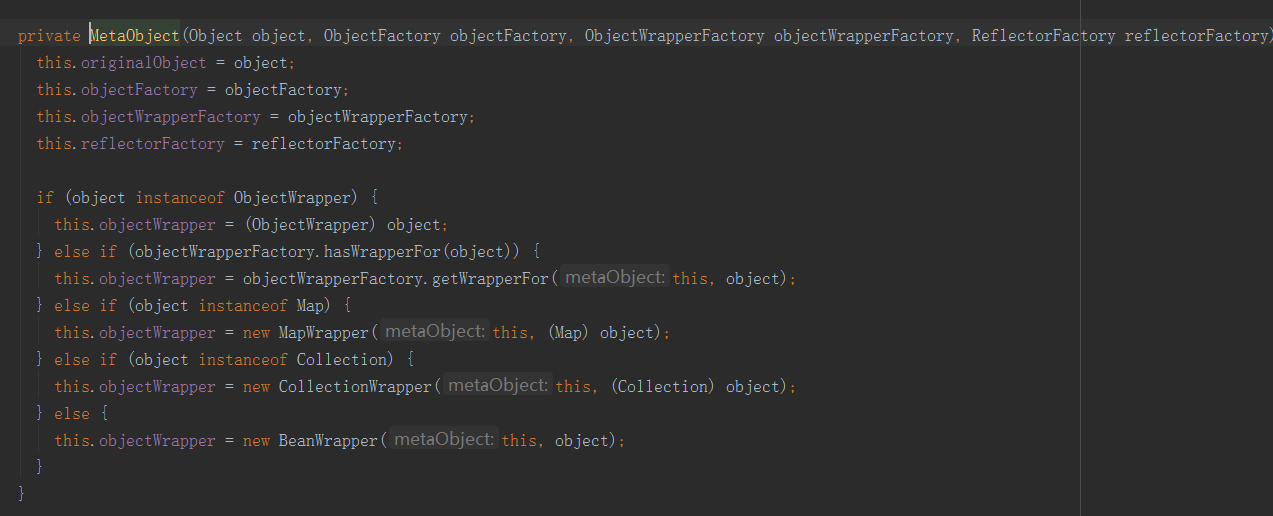 private MetaObject(Object object, ObjectFactory objectFactory, ObjectWrapperFactory objectWrapperFactory, ReflectorFactory reflectorFactory)
this.originalObject = object;
this.objectFactory = objectFactory;
this.objectWrapperFactory = objectWrapperFactory;
this.reflectorFactory = reflectorFactory;
if (object instanceof ObjectWrapper) {
this.objectWrapper = (ObjectWrapper) object;
} else if (objectWrapperFactory.hasWrapperFor(object)) {
this.objectWrapper = objectWrapperFactory.getWrapperFor( metaObject: this, object);
} else if (object instanceof Map) {
this.objectWrapper = new MapWrapper( metaObject: this, (Map) object);
} else if (object instanceof Collection) {
this.objectWrapper = new CollectionWrapper( metaObject: this, (Collection) object);
} else {
this.objectWrapper = new BeanWrapper( metaObject: this, object);
}
}